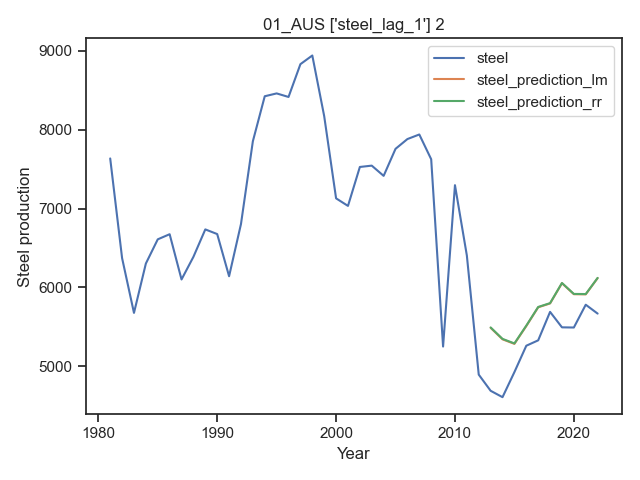 01_AUS ['steel_lag_1'] 2
steel
steel_prediction_lm
steel_prediction_rr
9000
8000
7000
6000
5000
Steel production
1980
1990
2000
2010
2020
Year